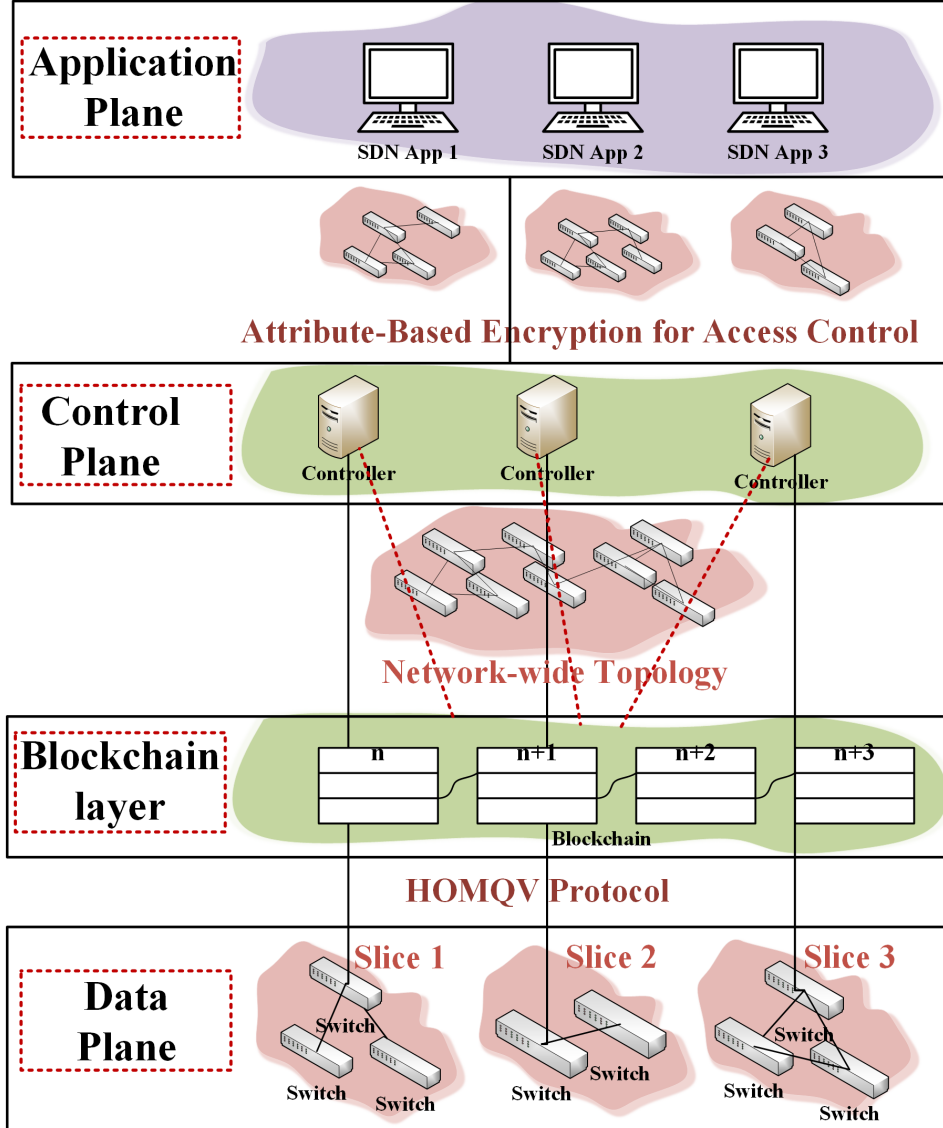 Application
Plane
SDN App 1
SDN App 2
SDN App 3
Attribute-Based Encryption for Access Control
Control
Plane
Controller
Controller
Controller
Network-wide Topology
Blockchain
layer
n
n+1
n+2
n+3
Blockchain
HOMQV Protocol
Data
Plane
Slice 1
Slice 2
Slice 3
Switch
Switch
Switch
Switch
Switch
Switch
Switch